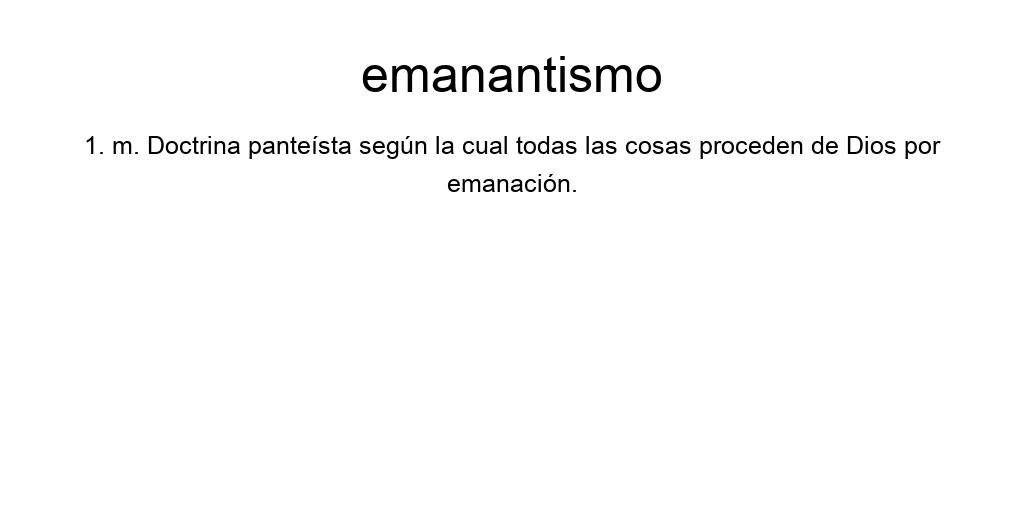 emanantismo
1. m. Doctrina panteísta según la cual todas las cosas proceden de Dios por
emanación.